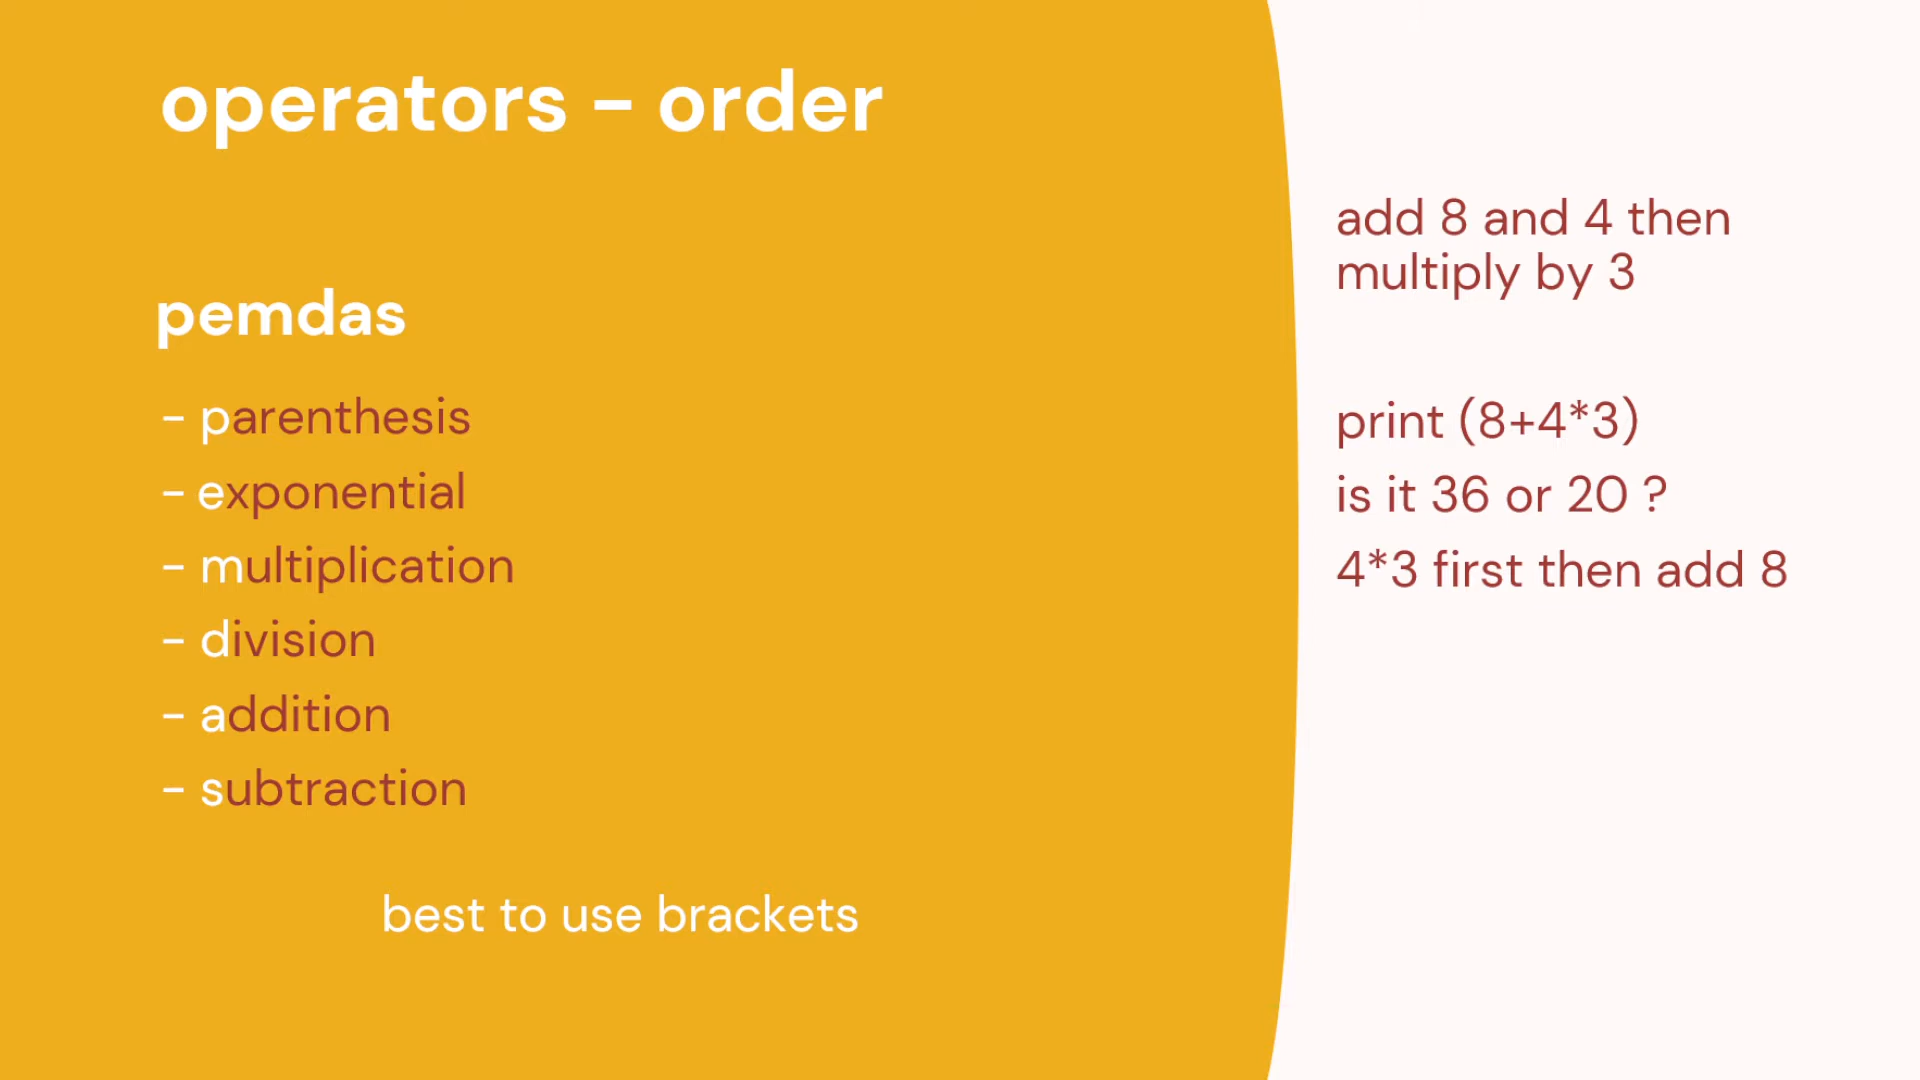 operators - order
pemdas
- parenthesis
- exponential
- multiplication
- division
- addition
- subtraction
best to use brackets
add 8 and 4 then
multiply by 3
print (8+4*3)
is it 36 or 20 ?
4*3 first then add 8